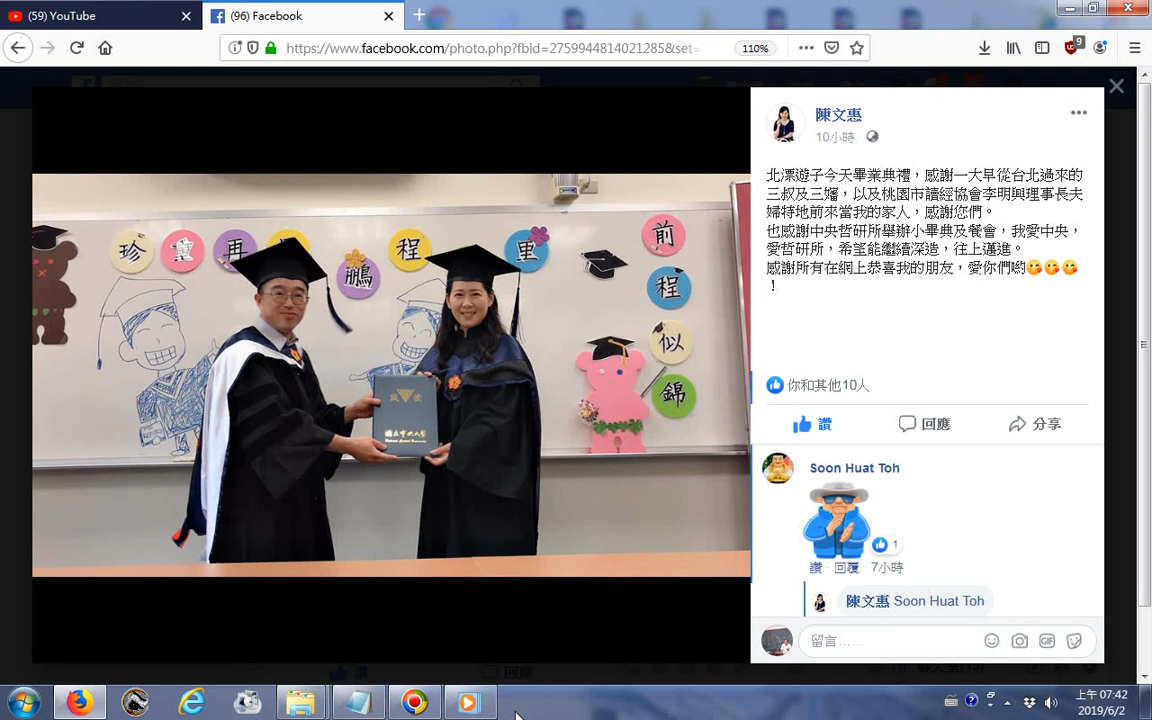 (59) YouTube
(96) Facebook
https://www.facebook.com/photo.php?fbid=2759944814021285&set=
110%
9
陳文惠
10小時
北漂遊子今天畢業典禮，感謝一大早從台北過來的
三叔及三嬸，以及桃園市讀經協會李明興理事長夫
婦特地前來當我的家人，感謝您們。
也感謝中央哲研所舉辦小畢典及餐會，我愛中央，
愛哲研所，希望能繼續深造，往上邁進。
感謝所有在網上恭喜我的朋友，愛你們喲😋😋😋
！
珍重再
鵬程里
前程似錦
國立中央大學
National Central University
你和其他10人
讚 回應 分享
Soon Huat Toh
1
讚 · 回覆 7小時
陳文惠 Soon Huat Toh
留言……
GIF
上午 07:42
2019/6/2